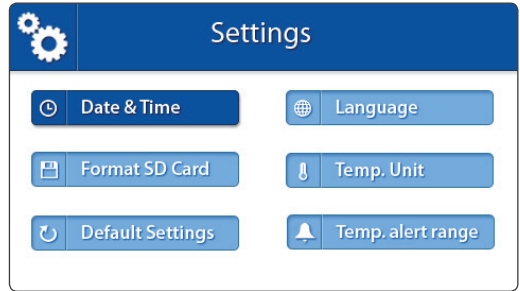 Settings
Date & Time
Language
Format SD Card
Temp. Unit
Default Settings
Temp. alert range